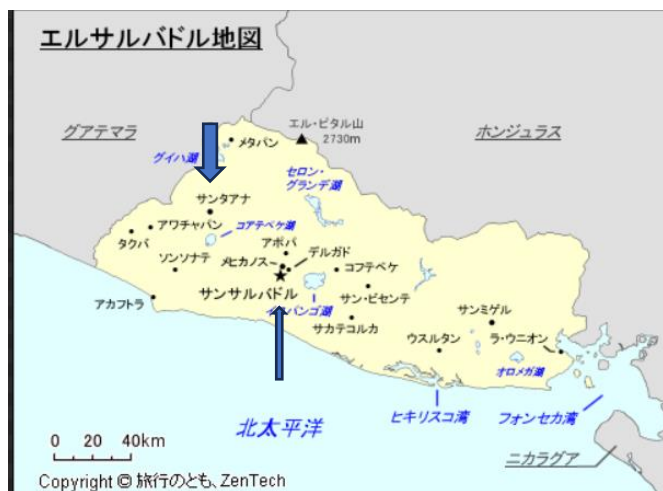 エルサルバドル地図
エル・ピタル山
2730m
グアテマラ
ホンジュラス
メタパン
グイハ湖
セロン・
グランデ湖
サンタアナ
コアテペケ湖
アワチャパン
タクバ
アポパ
ソンソナテ
メヒカノス
デルガド
コフテペケ
サンサルバドル
サン・ビセンテ
アカフトラ
サカテコルカ
サンミゲル
ウスルタン
ラ・ウニオン
オロメガ湖
ヒキリスコ湾
フォンセカ湾
北太平洋
ニカラグア
0 20 40km
Copyright © 旅行のとも、ZenTech